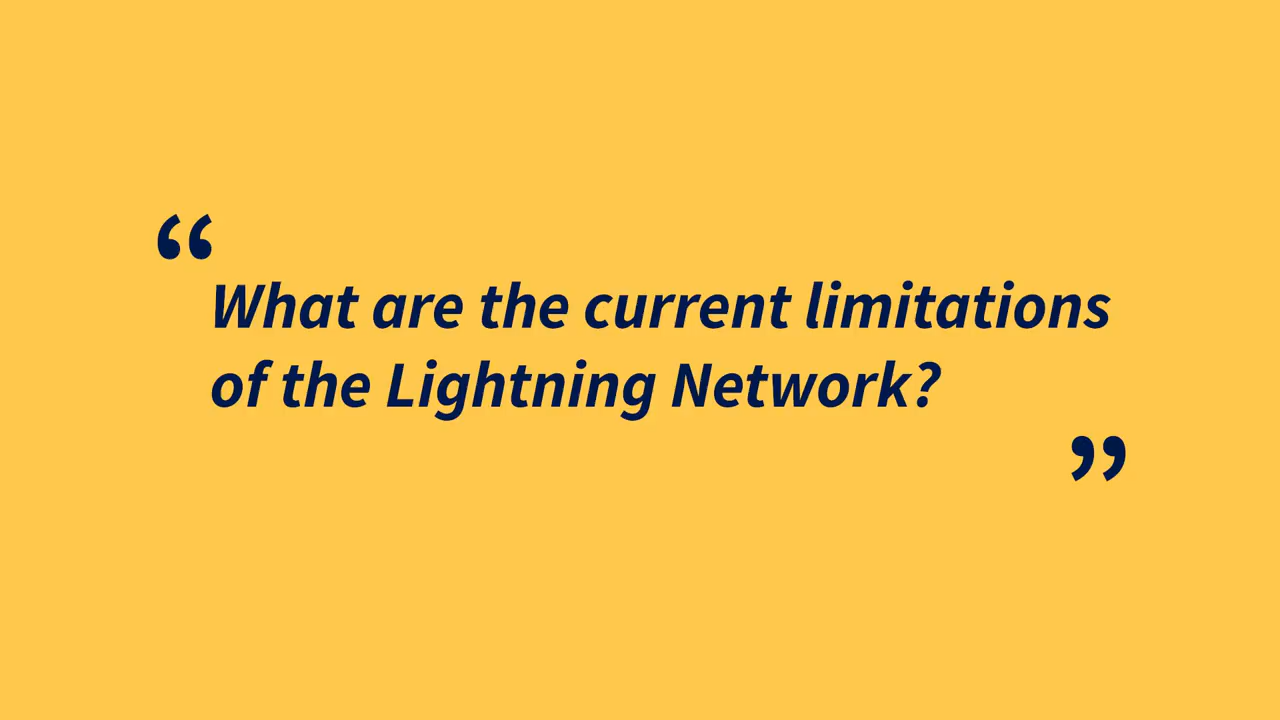 “
What are the current limitations
of the Lightning Network?
”